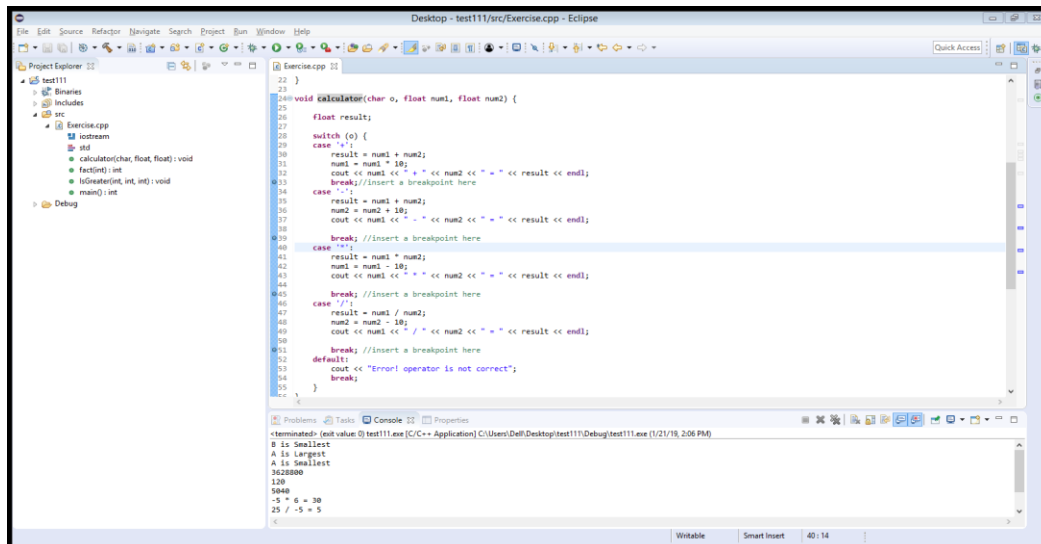 Desktop - test111/src/Exercise.cpp - Eclipse
File Edit Source Refactor Navigate Search Project Run Window Help
Quick Access
Project Explorer
test111
Binaries
Includes
src
Exercise.cpp
iostream
std
calculator(char, float, float) : void
fact(int) : int
IsGreater(int, int, int) : void
main() : int
Debug
Exercise.cpp
22 }
23
24 void calculator(char o, float num1, float num2) {
25
26 float result;
27
28 switch (o) {
29 case '+':
30 result = num1 + num2;
31 num1 = num1 * 10;
32 cout << num1 << " + " << num2 << " = " << result << endl;
33 break;//insert a breakpoint here
34 case '-':
35 result = num1 + num2;
36 num2 = num2 + 10;
37 cout << num1 << " - " << num2 << " = " << result << endl;
38
39 break; //insert a breakpoint here
40 case '*':
41 result = num1 * num2;
42 num1 = num1 - 10;
43 cout << num1 << " * " << num2 << " = " << result << endl;
44
45 break; //insert a breakpoint here
46 case '/':
47 result = num1 / num2;
48 num2 = num2 - 10;
49 cout << num1 << " / " << num2 << " = " << result << endl;
50
51 break; //insert a breakpoint here
52 default:
53 cout << "Error! operator is not correct";
54 break;
55 }
Problems Tasks Console Properties
<terminated> (exit value: 0) test111.exe [C/C++ Application] C:\Users\Dell\Desktop\test111\Debug\test111.exe (1/21/19, 2:06 PM)
B is Smallest
A is Largest
A is Smallest
3628800
120
5040
-5 * 6 = 30
25 / -5 = 5
Writable Smart Insert 40 : 14